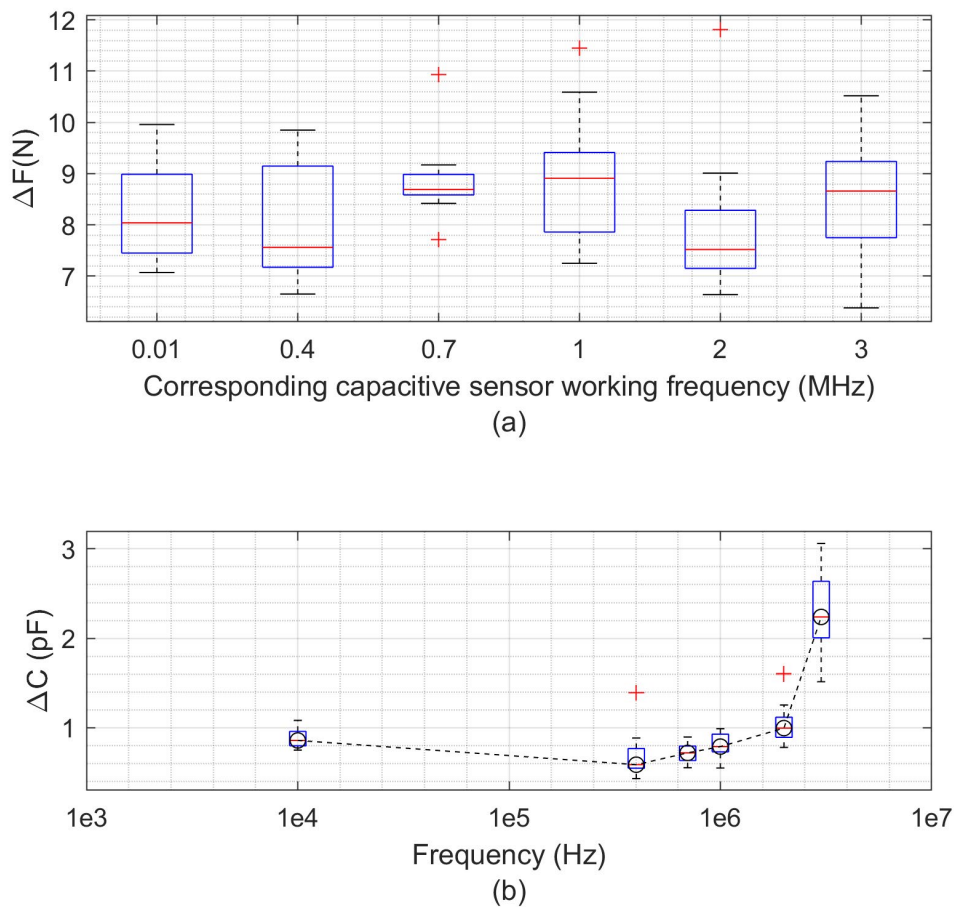 12
11
10
9
8
7
ΔF(N)
0.01 0.4 0.7 1 2 3
Corresponding capacitive sensor working frequency (MHz)
(a)
3
2
1
ΔC (pF)
1e3 1e4 1e5 1e6 1e7
Frequency (Hz)
(b)